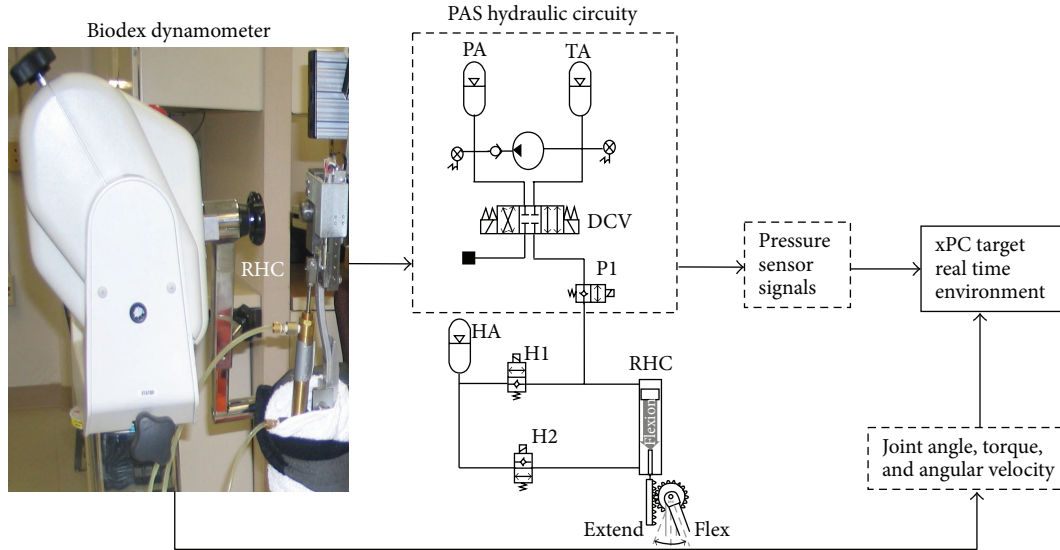 Biodex dynamometer
RHC
PAS hydraulic circuity
PA
TA
DCV
P1
HA
H1
H2
RHC
Flexion
Extend
Flex
Pressure
sensor
signals
xPC target
real time
environment
Joint angle, torque,
and angular velocity